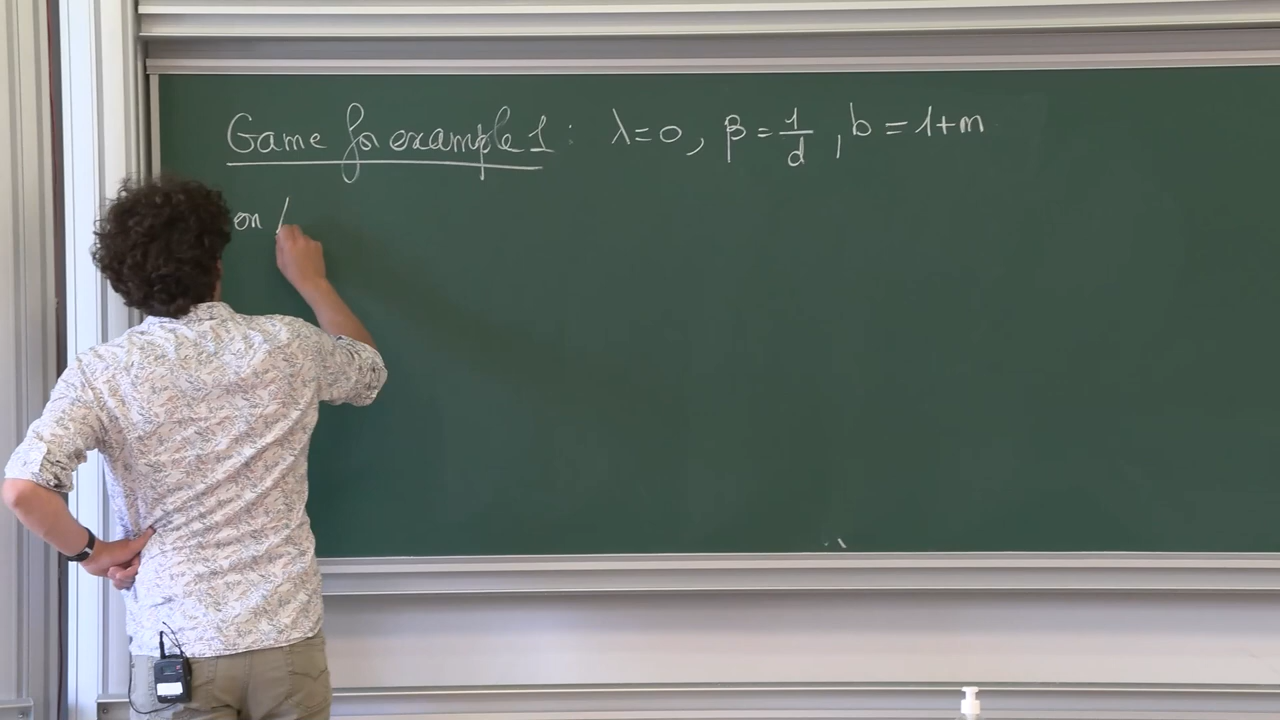 Game for example 1 : λ=0, β=1/d, b=1+m
on